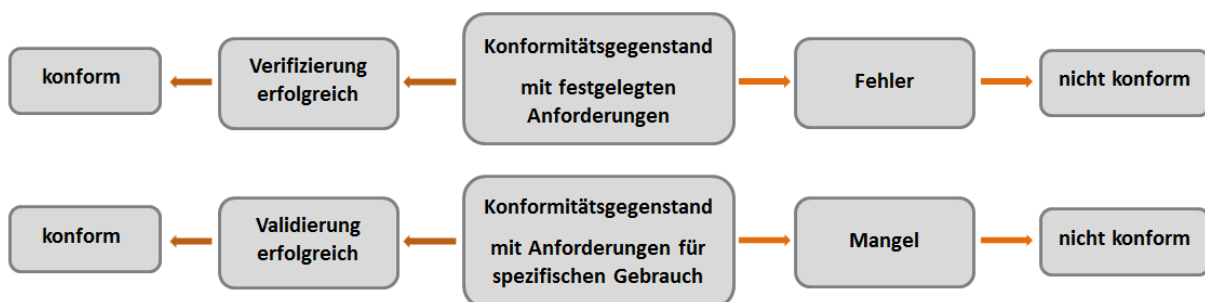 konform
Verifizierung
erfolgreich
Konformitätsgegenstand
mit festgelegten
Anforderungen
Fehler
nicht konform
konform
Validierung
erfolgreich
Konformitätsgegenstand
mit Anforderungen für
spezifischen Gebrauch
Mangel
nicht konform